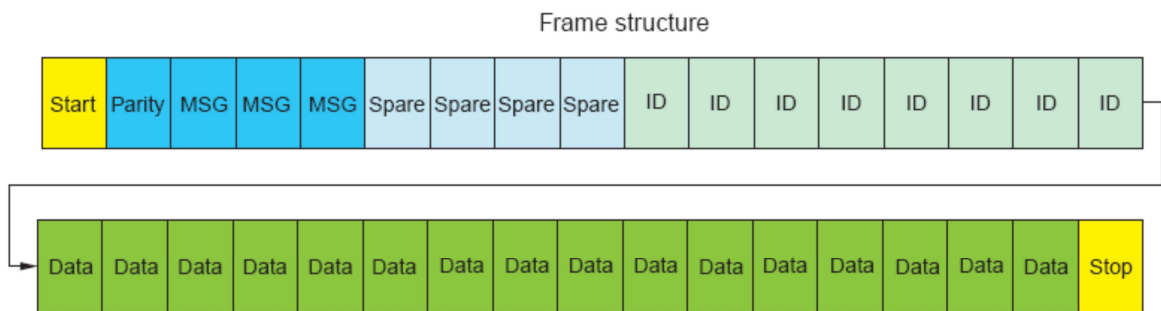 Frame structure
Start Parity MSG MSG MSG Spare Spare Spare Spare ID ID ID ID ID ID ID ID
Data Data Data Data Data Data Data Data Data Data Data Data Data Data Data Data Stop